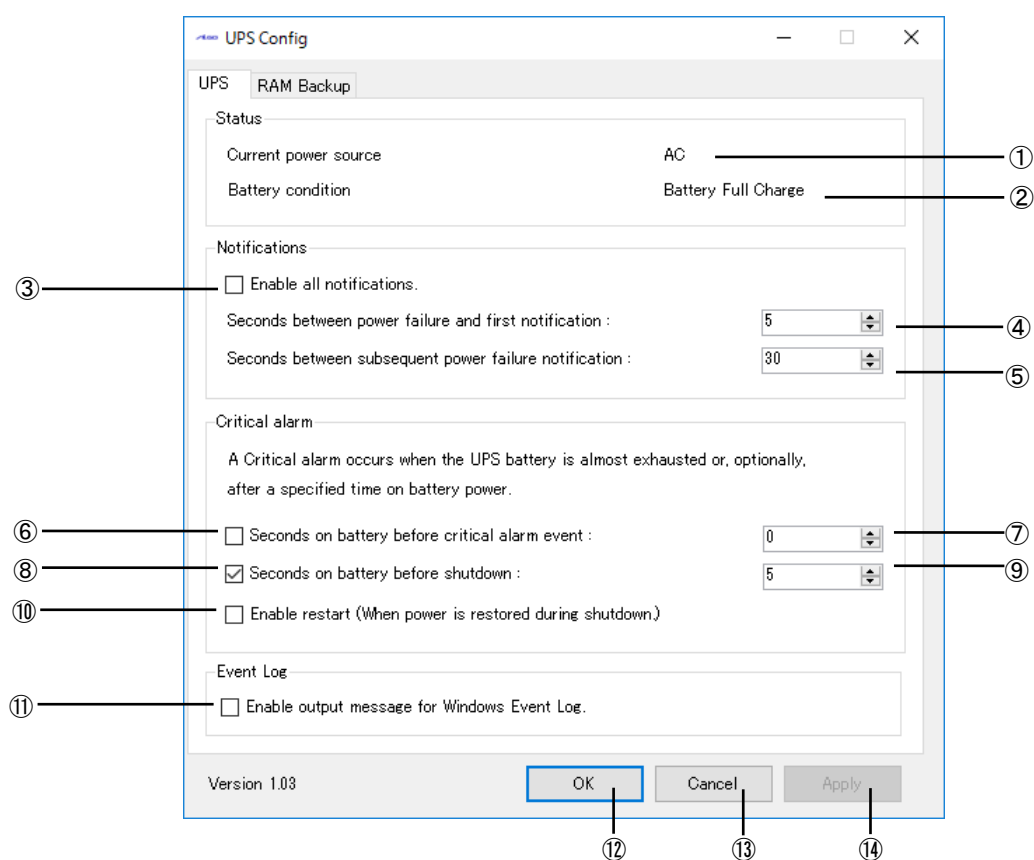 UPS Config
UPS RAM Backup
Status
Current power source AC ①
Battery condition Battery Full Charge ②
Notifications
③ Enable all notifications.
Seconds between power failure and first notification : 5 ④
Seconds between subsequent power failure notification : 30 ⑤
Critical alarm
A Critical alarm occurs when the UPS battery is almost exhausted or, optionally,
after a specified time on battery power.
⑥ Seconds on battery before critical alarm event : 0 ⑦
⑧ Seconds on battery before shutdown : 5 ⑨
⑩ Enable restart (When power is restored during shutdown.)
Event Log
⑪ Enable output message for Windows Event Log.
Version 1.03 OK Cancel Apply
⑫ ⑬ ⑭